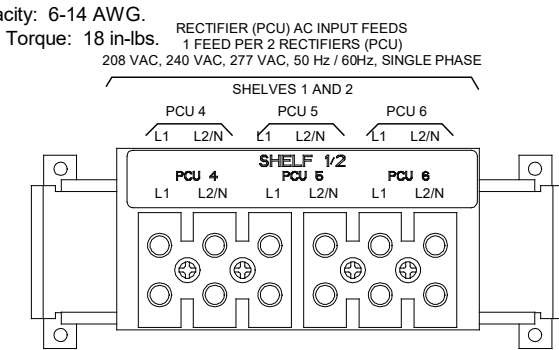 acity: 6-14 AWG.
Torque: 18 in-lbs.
RECTIFIER (PCU) AC INPUT FEEDS
1 FEED PER 2 RECTIFIERS (PCU)
208 VAC, 240 VAC, 277 VAC, 50 Hz / 60Hz, SINGLE PHASE
SHELVES 1 AND 2
PCU 4 PCU 5 PCU 6
L1 L2/N L1 L2/N L1 L2/N
SHELF 1/2
PCU 4 PCU 5 PCU 6
L1 L2/N L1 L2/N L1 L2/N